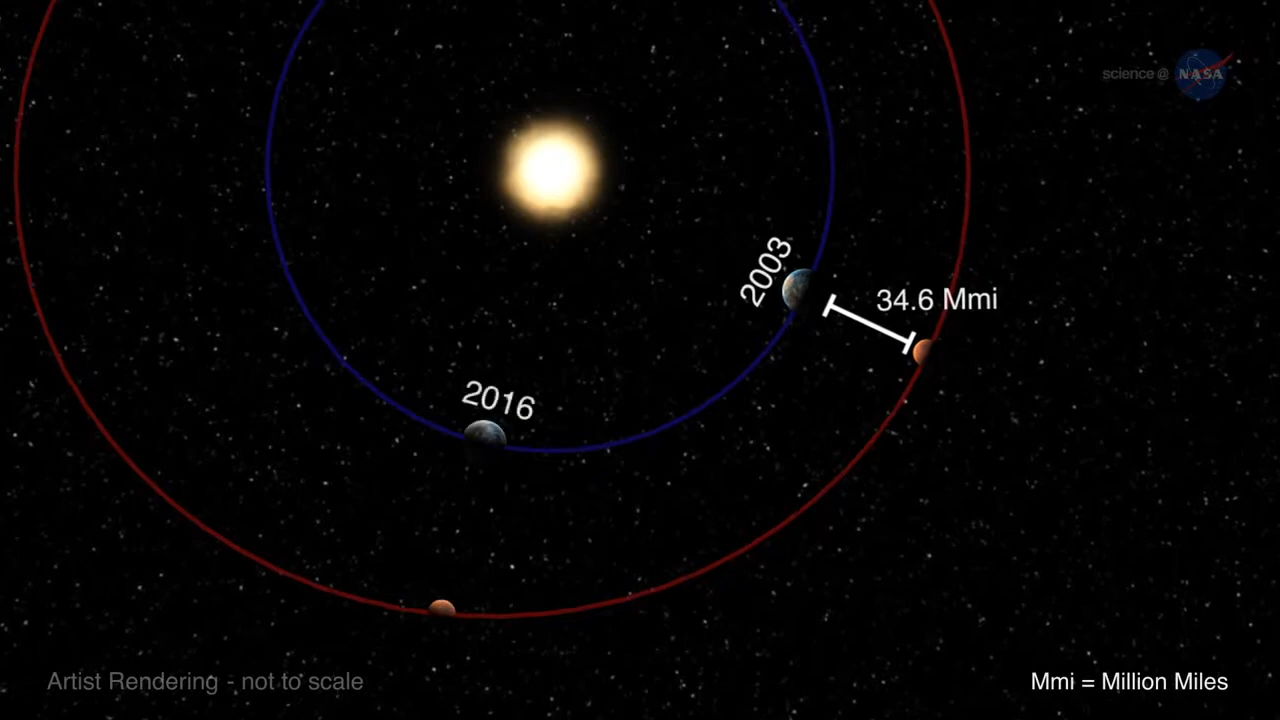 science @ NASA
2003
34.6 Mmi
2016
Artist Rendering - not to scale
Mmi = Million Miles